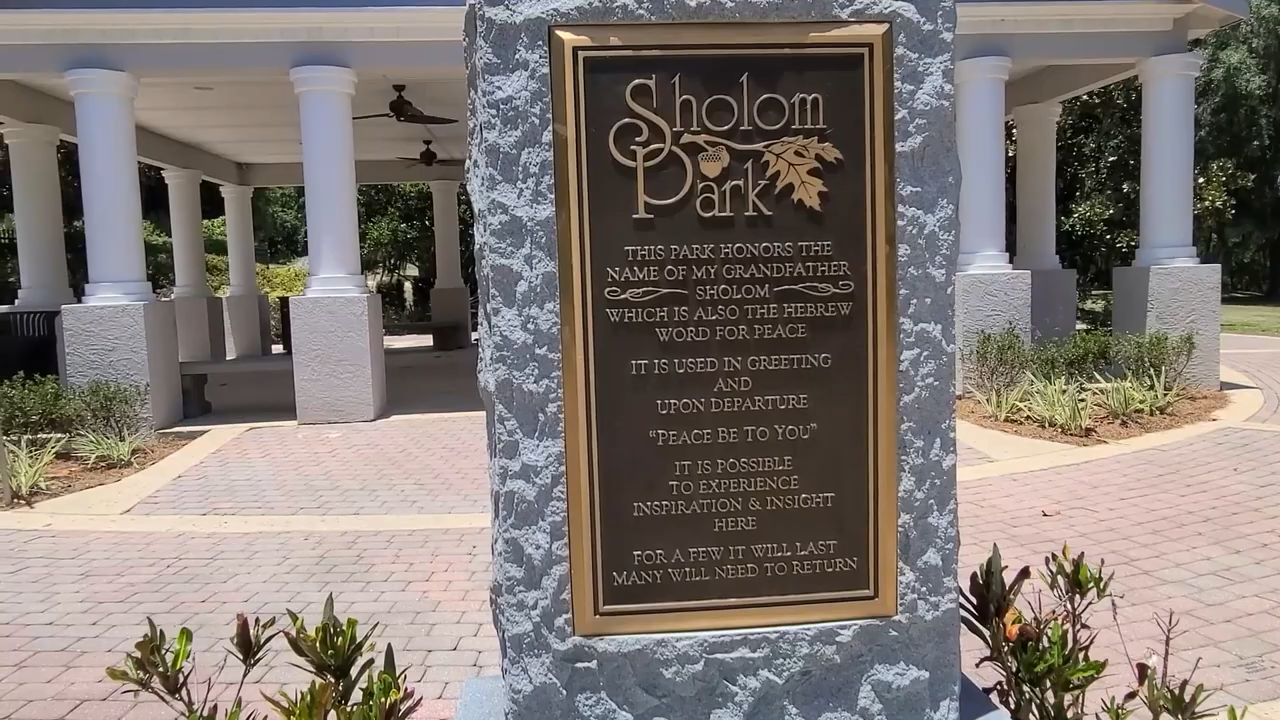 Sholom
Park
THIS PARK HONORS THE
NAME OF MY GRANDFATHER
SHOLOM
WHICH IS ALSO THE HEBREW
WORD FOR PEACE
IT IS USED IN GREETING
AND
UPON DEPARTURE
"PEACE BE TO YOU"
IT IS POSSIBLE
TO EXPERIENCE
INSPIRATION & INSIGHT
HERE
FOR A FEW IT WILL LAST
MANY WILL NEED TO RETURN